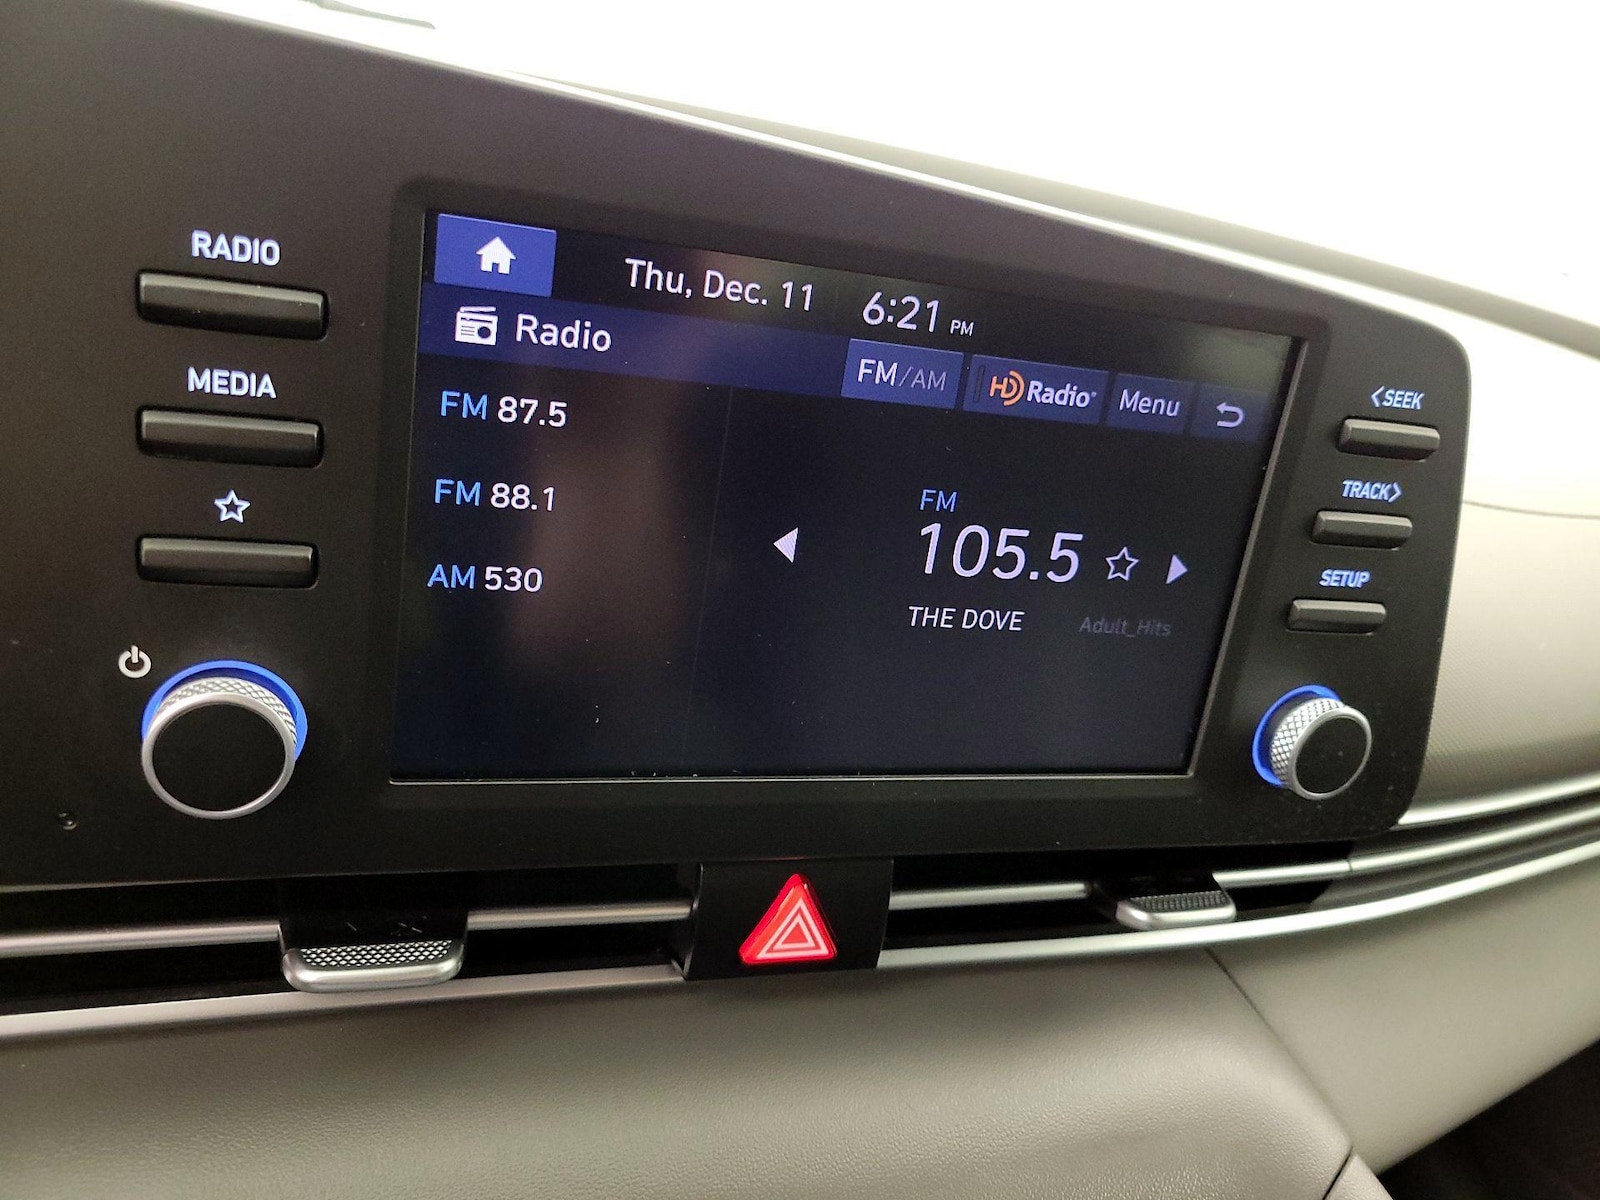 RADIO
MEDIA
Thu, Dec. 11 6:21 PM
Radio
FM/AM HD Radio Menu
FM 87.5
FM 88.1
AM 530
FM
105.5
THE DOVE Adult_Hits
<SEEK
TRACK>
SETUP